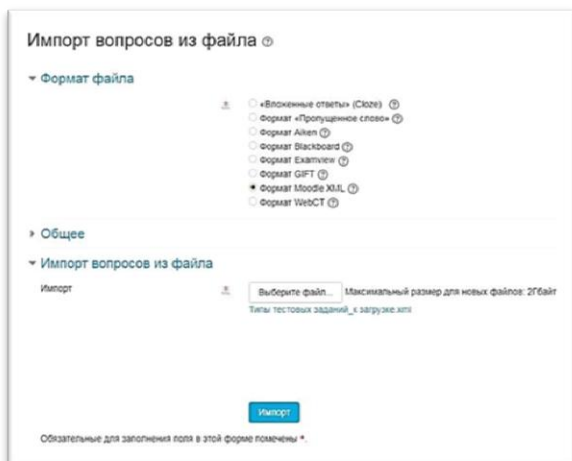 Импорт вопросов из файла
Формат файла
«Вложенные ответы» (Cloze)
Формат «Пропущенное слово»
Формат Aiken
Формат Blackboard
Формат Examview
Формат GIFT
Формат Moodle XML
Формат WebCT
Общее
Импорт вопросов из файла
Импорт Выберите файл... Максимальный размер для новых файлов: 2Гбайт
Типы тестовых заданий_к загрузке.xml
Импорт
Обязательные для заполнения поля в этой форме помечены *.